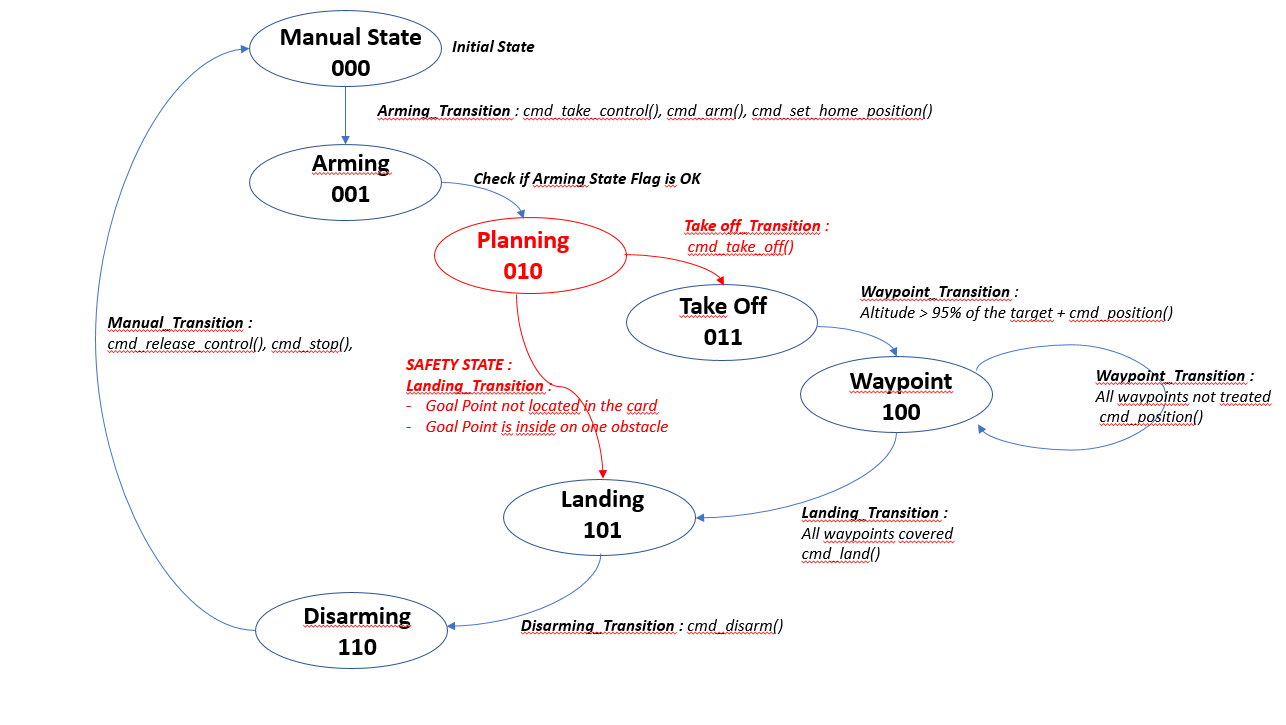 Manual State
000
Initial State
Arming_Transition : cmd_take_control(), cmd_arm(), cmd_set_home_position()
Arming
001
Check if Arming State Flag is OK
Planning
010
Take off_Transition :
cmd_take_off()
Take Off
011
Waypoint_Transition :
Altitude > 95% of the target + cmd_position()
Manual_Transition :
cmd_release_control(), cmd_stop(),
SAFETY STATE :
Landing_Transition :
- Goal Point not located in the card
- Goal Point is inside on one obstacle
Waypoint
100
Waypoint_Transition :
All waypoints not treated
cmd_position()
Landing
101
Landing_Transition :
All waypoints covered
cmd_land()
Disarming
110
Disarming_Transition : cmd_disarm()